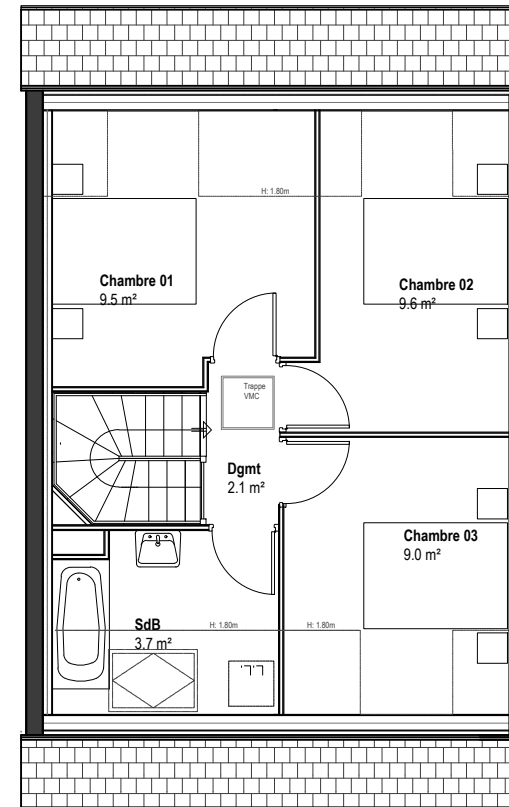 H: 1.80m
Chambre 01
9.5 m²
Chambre 02
9.6 m²
Trappe
VMC
Dgmt
2.1 m²
Chambre 03
9.0 m²
SdB
3.7 m²
H: 1.80m
H: 1.80m